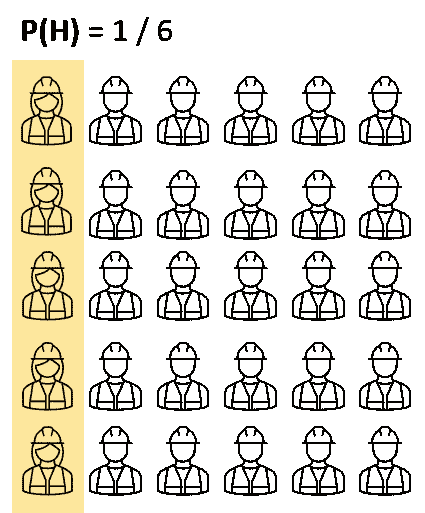 P(H) = 1 / 6